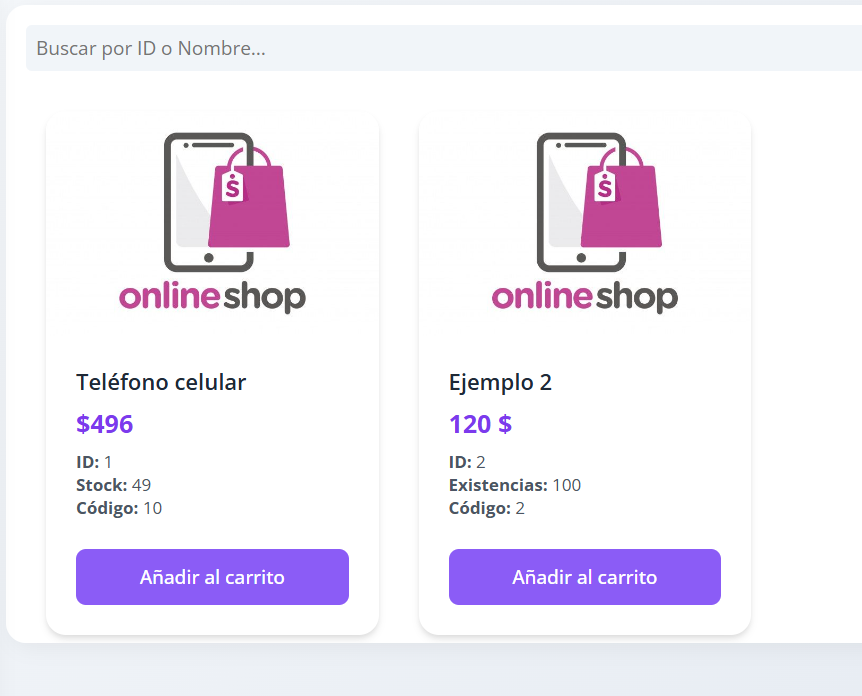 Buscar por ID o Nombre...
S
onlineshop
Teléfono celular
$496
ID: 1
Stock: 49
Código: 10
Añadir al carrito
S
onlineshop
Ejemplo 2
120 $
ID: 2
Existencias: 100
Código: 2
Añadir al carrito